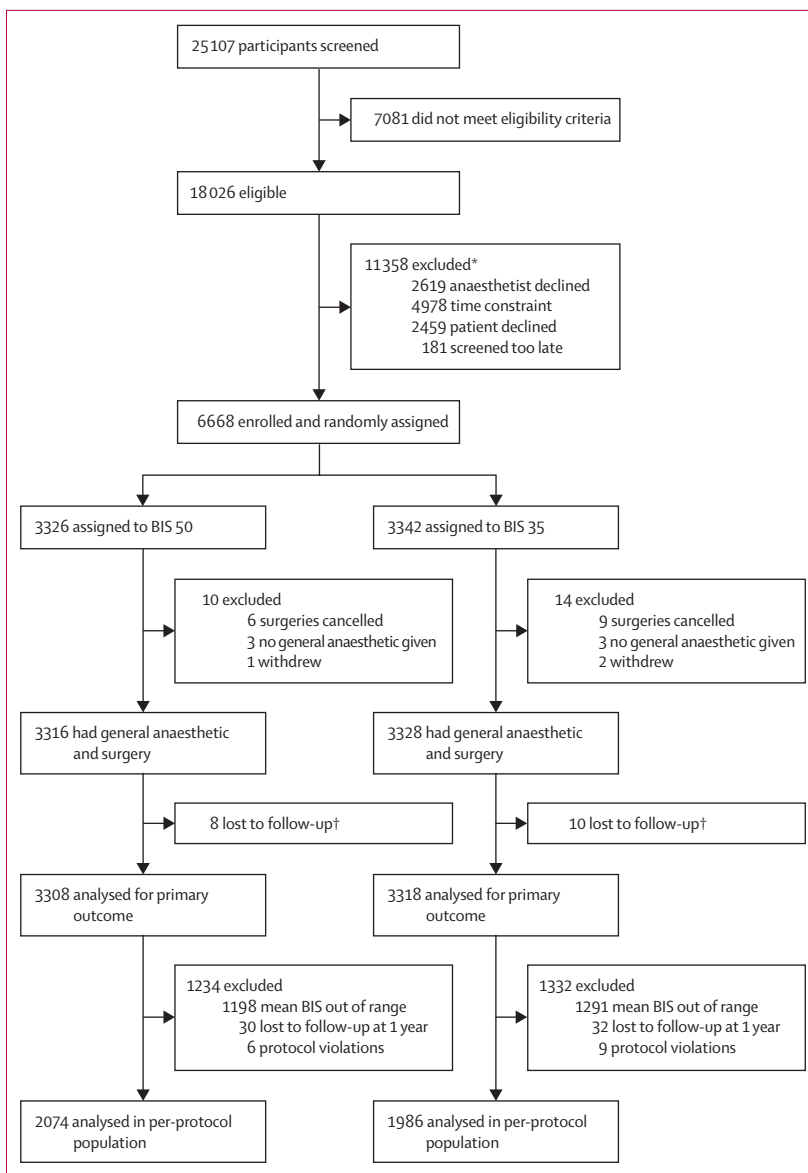 25107 participants screened
7081 did not meet eligibility criteria
18026 eligible
11358 excluded*
2619 anaesthetist declined
4978 time constraint
2459 patient declined
181 screened too late
6668 enrolled and randomly assigned
3326 assigned to BIS 50
3342 assigned to BIS 35
10 excluded
6 surgeries cancelled
3 no general anaesthetic given
1 withdrew
14 excluded
9 surgeries cancelled
3 no general anaesthetic given
2 withdrew
3316 had general anaesthetic
and surgery
3328 had general anaesthetic
and surgery
8 lost to follow-up†
10 lost to follow-up†
3308 analysed for primary
outcome
3318 analysed for primary
outcome
1234 excluded
1198 mean BIS out of range
30 lost to follow-up at 1 year
6 protocol violations
1332 excluded
1291 mean BIS out of range
32 lost to follow-up at 1 year
9 protocol violations
2074 analysed in per-protocol
population
1986 analysed in per-protocol
population